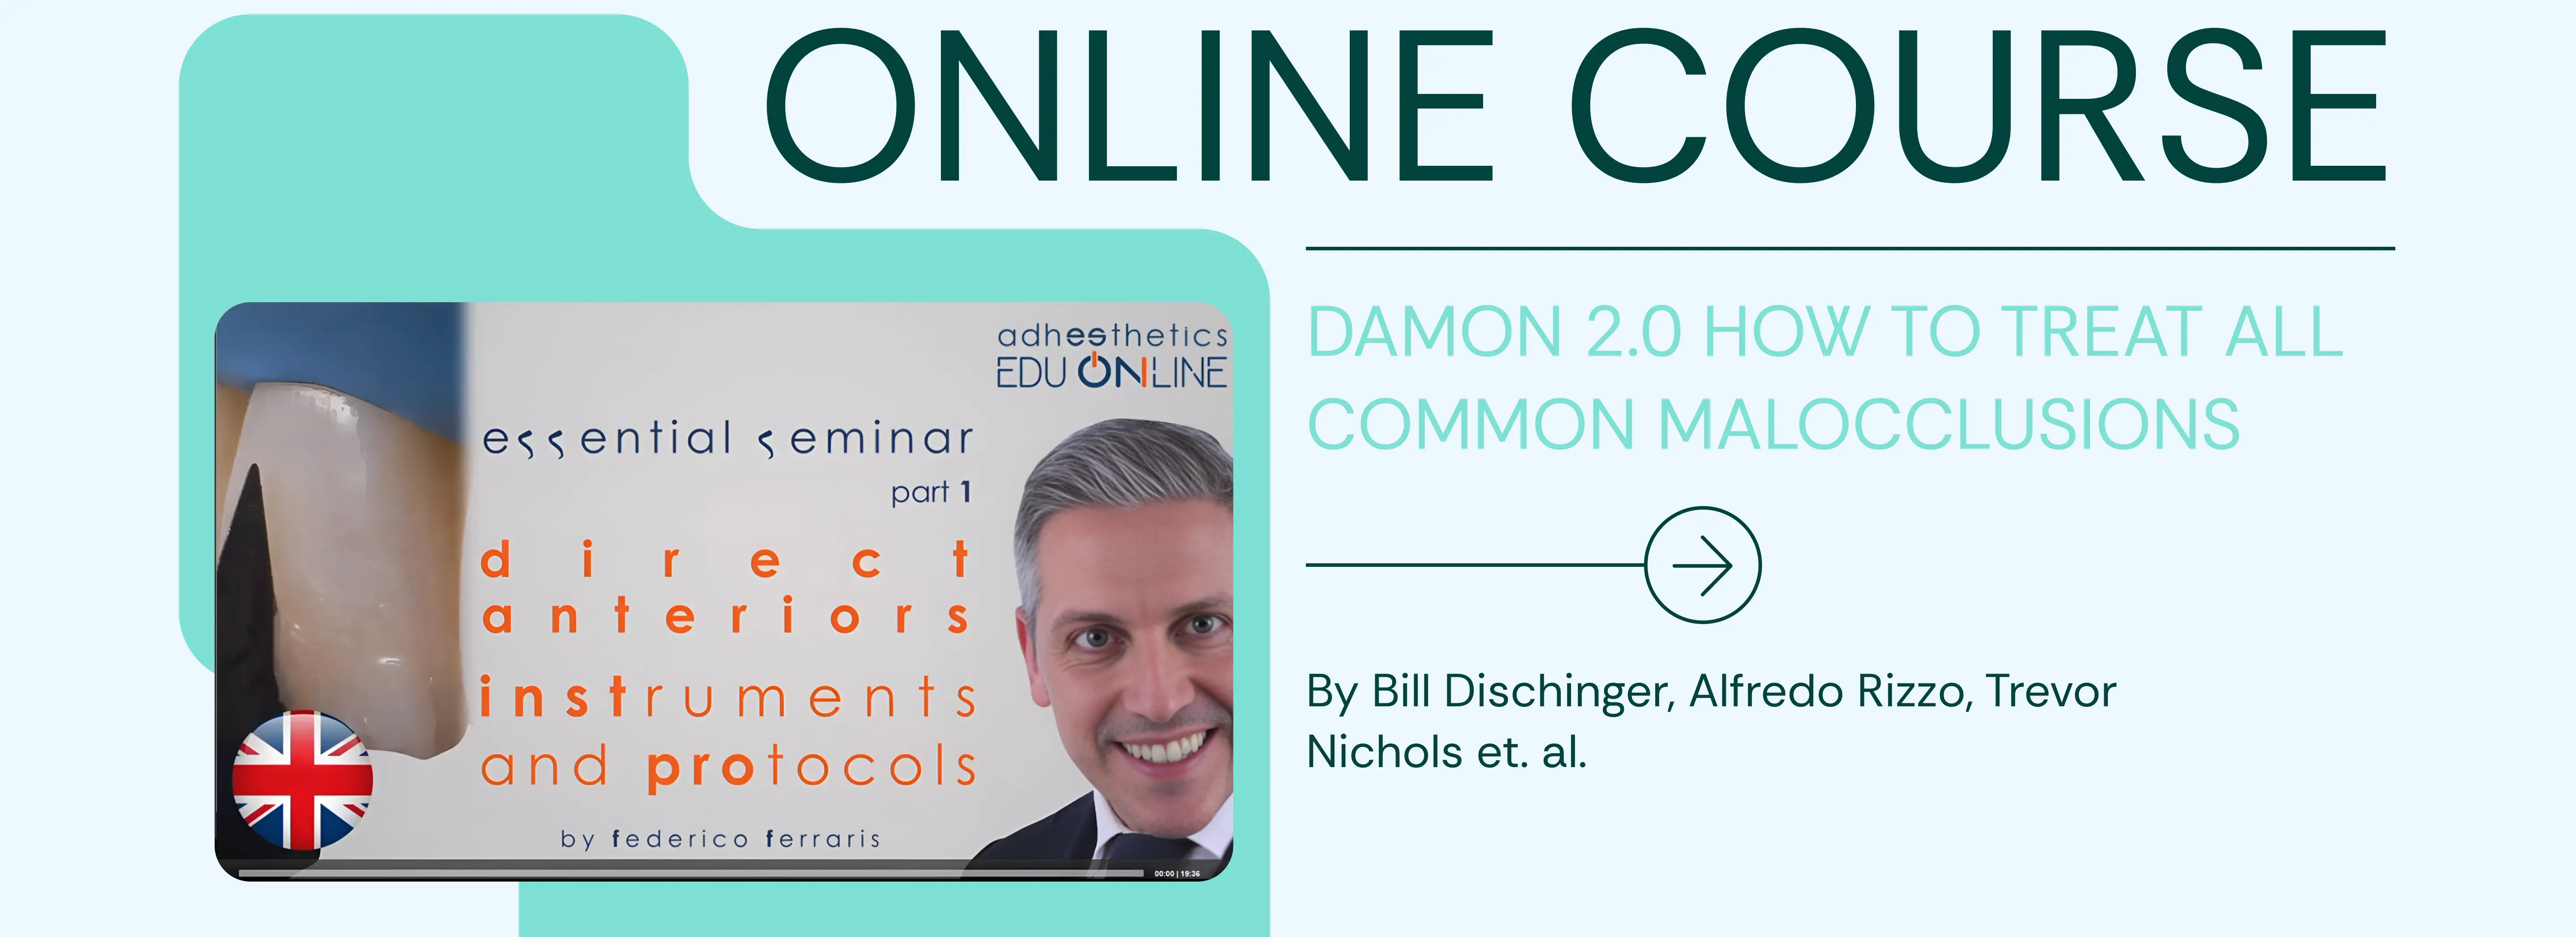 ONLINE COURSE
adhesthetics
EDU ONLINE
essential seminar
part 1
direct
anteriors
instruments
and protocols
by federico ferraris
00:00 | 19:36
DAMON 2.0 HOW TO TREAT ALL
COMMON MALOCCLUSIONS
By Bill Dischinger, Alfredo Rizzo, Trevor
Nichols et. al.